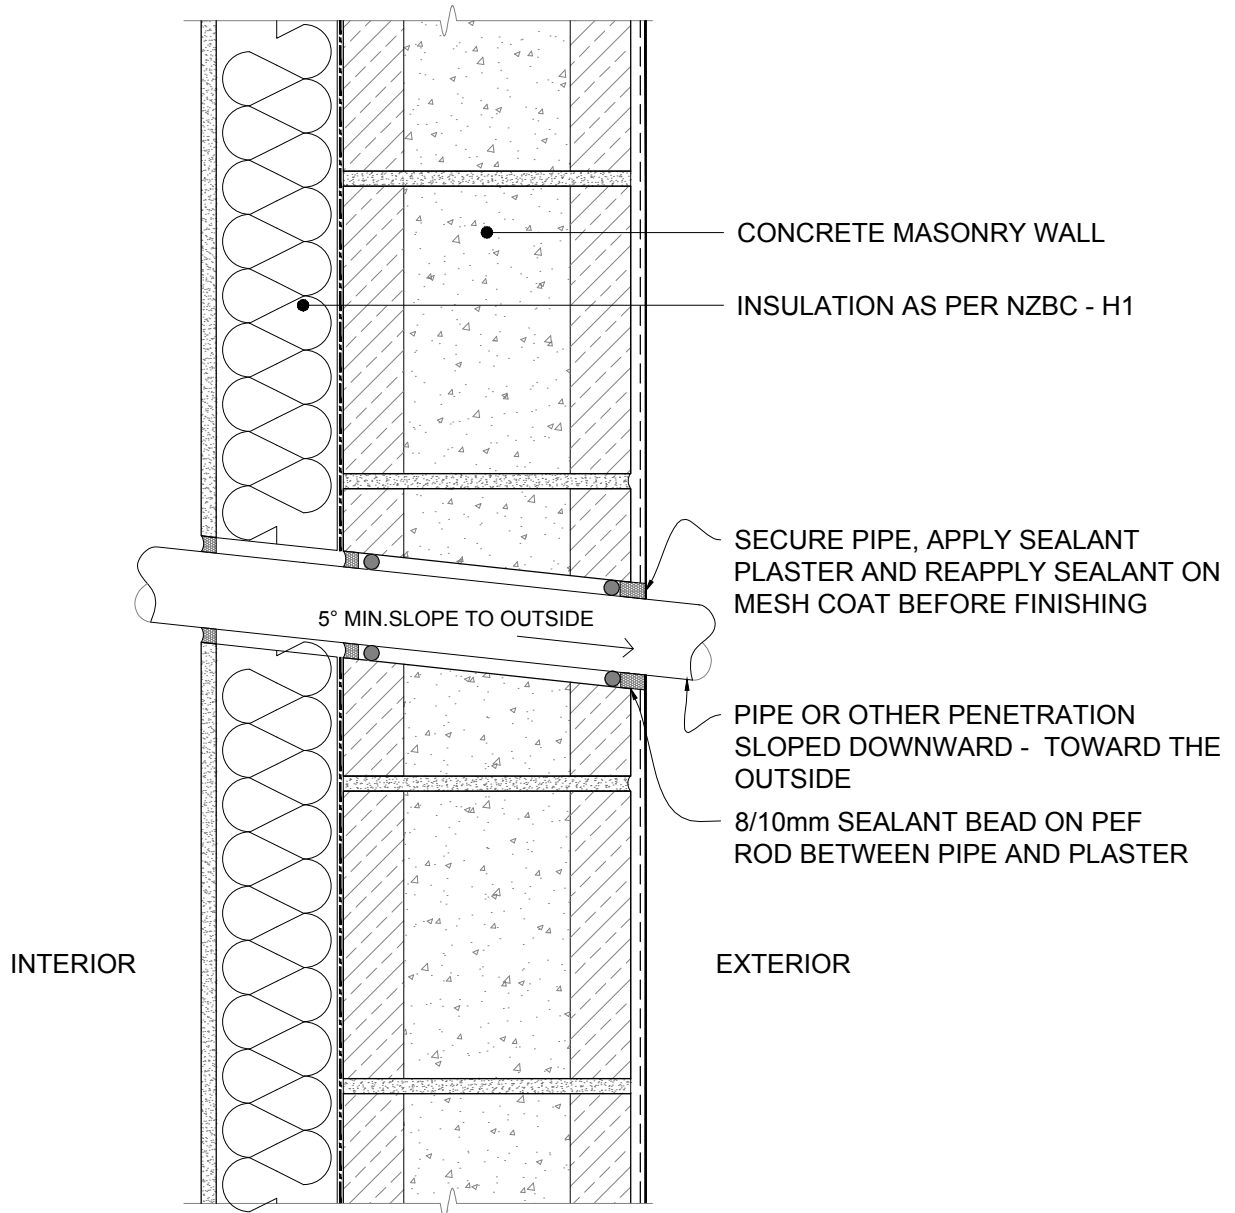 CONCRETE MASONRY WALL
INSULATION AS PER NZBC - H1
SECURE PIPE, APPLY SEALANT
PLASTER AND REAPPLY SEALANT ON
MESH COAT BEFORE FINISHING
5° MIN.SLOPE TO OUTSIDE
PIPE OR OTHER PENETRATION
SLOPED DOWNWARD - TOWARD THE
OUTSIDE
8/10mm SEALANT BEAD ON PEF
ROD BETWEEN PIPE AND PLASTER
INTERIOR
EXTERIOR